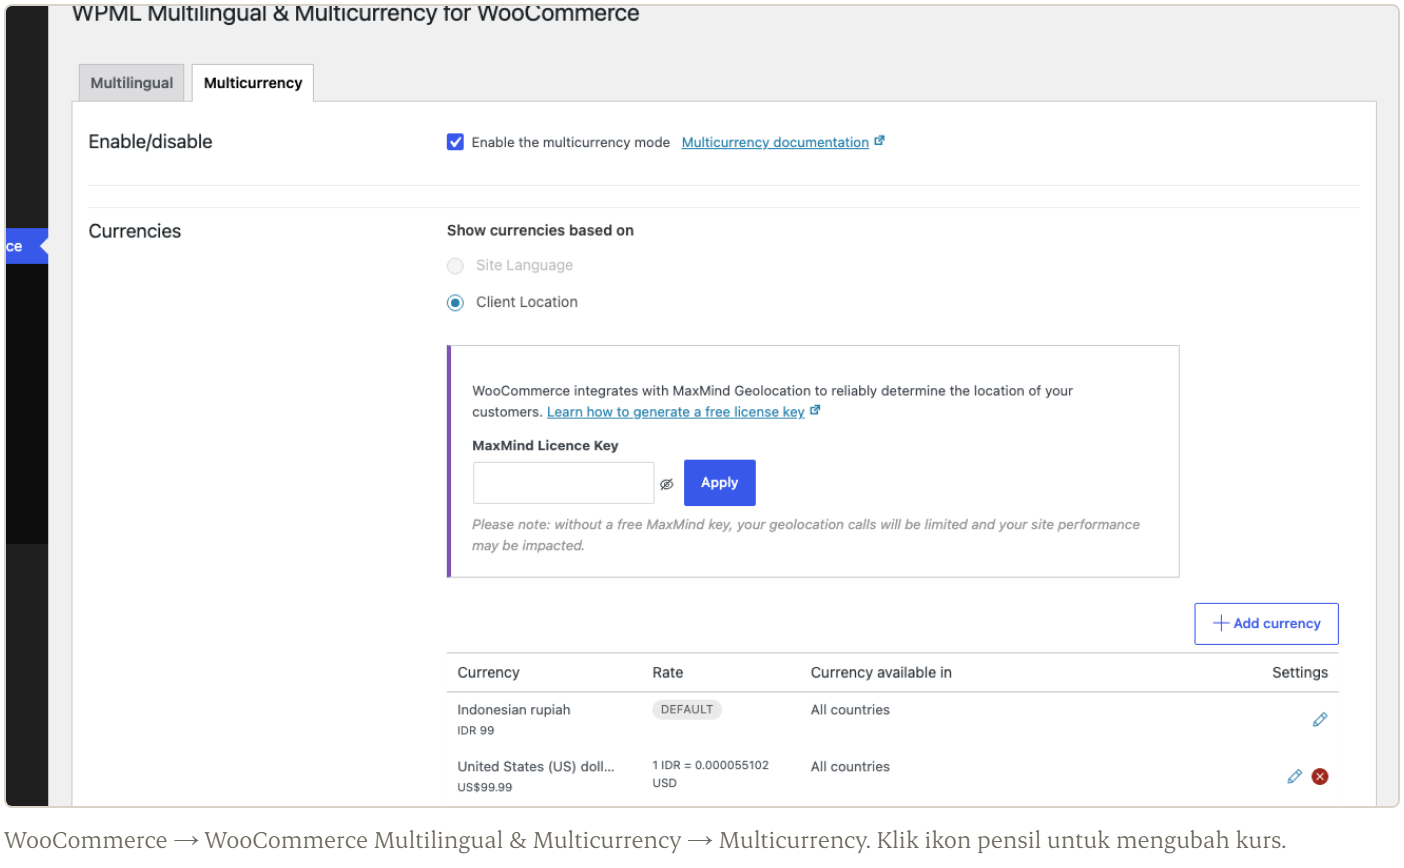 WPML Multilingual & Multicurrency for WooCommerce
Multilingual
Multicurrency
Enable/disable
Enable the multicurrency mode Multicurrency documentation
ce
Currencies
Show currencies based on
Site Language
Client Location
WooCommerce integrates with MaxMind Geolocation to reliably determine the location of your
customers. Learn how to generate a free license key
MaxMind Licence Key
Apply
Please note: without a free MaxMind key, your geolocation calls will be limited and your site performance
may be impacted.
Add currency
Currency Rate Currency available in Settings
Indonesian rupiah DEFAULT All countries
IDR 99
United States (US) doll... 1 IDR = 0.000055102 All countries
US$99.99 USD
WooCommerce → WooCommerce Multilingual & Multicurrency → Multicurrency. Klik ikon pensil untuk mengubah kurs.